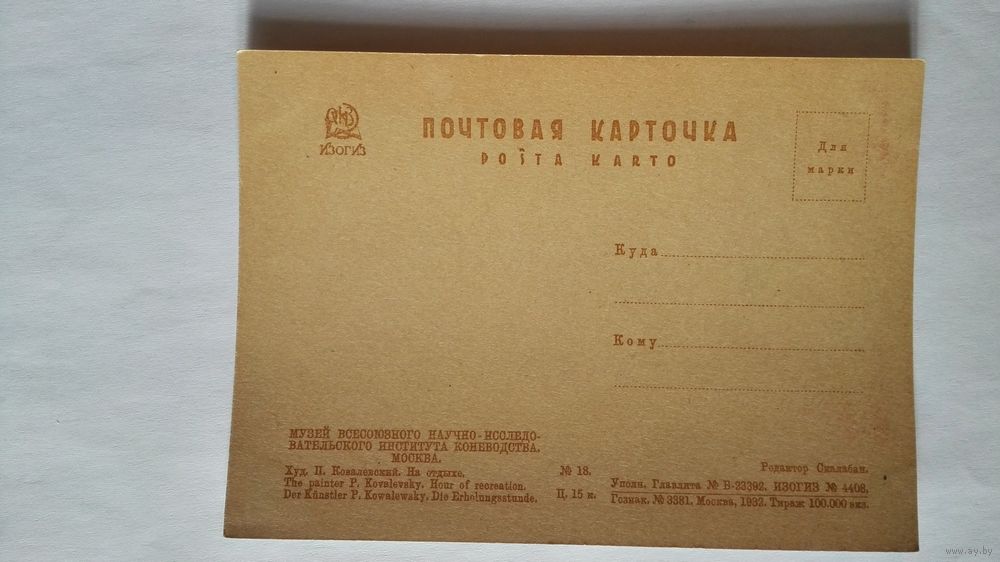 ИЗОГИЗ
ПОЧТОВАЯ КАРТОЧКА
POŜTA KARTO
Для
марки
Куда
Кому
МУЗЕЙ ВСЕСОЮЗНОГО НАУЧНО-ИССЛЕДО-
ВАТЕЛЬСКОГО ИНСТИТУТА КОНЕВОДСТВА.
МОСКВА.
Худ. П. Ковалевский. На отдыхе.
The painter P. Kovalevsky. Hour of recreation.
Der Künstler P. Kowalewsky. Die Erholungsstunde.
№ 18.
Ц. 15 к.
Редактор Скалабан.
Уполн. Главлита № В-23392. ИЗОГИЗ № 4408.
Гознак. № 3381. Москва, 1932. Тираж 100.000 экз.
www.ay.by